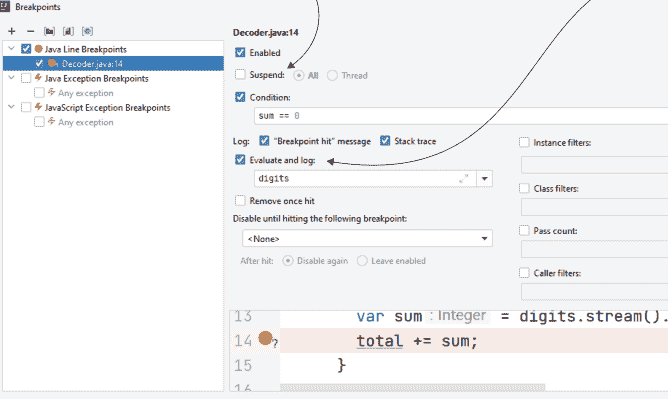 Breakpoints
Java Line Breakpoints
Decoder.java:14
Java Exception Breakpoints
Any exception
JavaScript Exception Breakpoints
Any exception
Decoder.java:14
Enabled
Suspend: All Thread
Condition:
sum == 0
Log: "Breakpoint hit" message Stack trace
Evaluate and log:
digits
Remove once hit
Disable until hitting the following breakpoint:
<None>
After hit: Disable again Leave enabled
Instance filters:
Class filters:
Pass count:
Caller filters:
13 var sum : Integer = digits.stream().
14 ? total += sum;
15 }
16